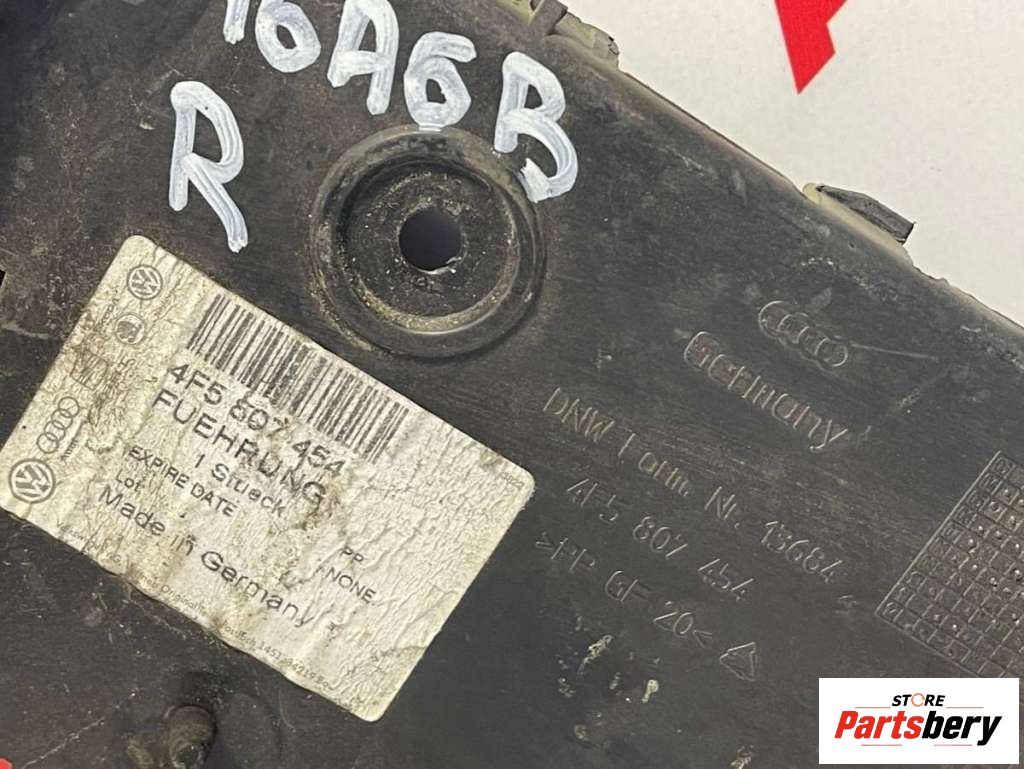 16A6B
R
4F5 807 454
FUEHRUNG
1 Stueck
EXPIRE DATE
PP
NONE
Made in Germany
Germany
DNW Form. Nr. 13684
4F5 807 454
>PP GF 20<
STORE
Partsbery